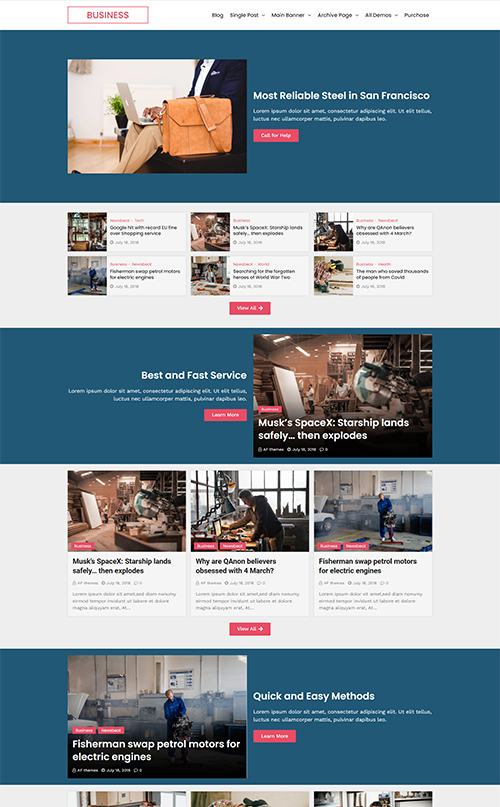 BUSINESS
Blog Single Post Main Banner Archive Page All Demos Purchase
Most Reliable Steel in San Francisco
Lorem ipsum dolor sit amet, consectetur adipiscing elit. Ut elit tellus,
luctus nec ullamcorper mattis, pulvinar dapibus leo.
Call for Help
Newsbeat - Tech
Google hit with record EU fine
over Shopping service
July 18, 2018
Business
Musk's SpaceX: Starship lands
safely... then explodes
July 18, 2018
Business - Newsbeat
Why are QAnon believers
obsessed with 4 March?
July 18, 2018
Business - Newsbeat
Fisherman swap petrol motors
for electric engines
July 18, 2018
Newsbeat - World
Searching for the forgotten
heroes of World War Two
July 18, 2018
Business - Health
The man who saved thousands
of people from Covid
July 18, 2018
View All
Best and Fast Service
Lorem ipsum dolor sit amet, consectetur adipiscing elit. Ut elit tellus,
luctus nec ullamcorper mattis, pulvinar dapibus leo.
Learn More
Business
Musk's SpaceX: Starship lands
safely... then explodes
AF themes July 18, 2018 0
Business
Musk's SpaceX: Starship lands
safely... then explodes
AF themes July 18, 2018 0
Lorem ipsum dolor sit amet,sed diam nonumy
eirmod tempor invidunt ut labore et dolore
magna aliquyam erat, At...
Business Newsbeat
Why are QAnon believers
obsessed with 4 March?
AF themes July 18, 2018 0
Lorem ipsum dolor sit amet,sed diam nonumy
eirmod tempor invidunt ut labore et dolore
magna aliquyam erat, At...
Business Newsbeat
Fisherman swap petrol motors
for electric engines
AF themes July 18, 2018 0
Lorem ipsum dolor sit amet,sed diam nonumy
eirmod tempor invidunt ut labore et dolore
magna aliquyam erat, At...
View All
Business Newsbeat
Fisherman swap petrol motors for
electric engines
AF themes July 18, 2018 0
Quick and Easy Methods
Lorem ipsum dolor sit amet, consectetur adipiscing elit. Ut elit tellus,
luctus nec ullamcorper mattis, pulvinar dapibus leo.
Learn More